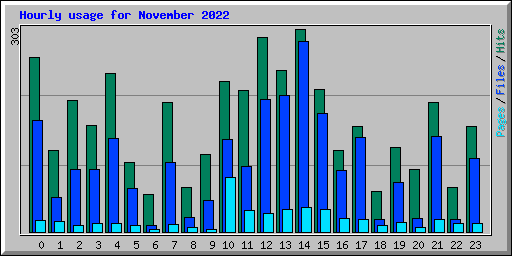 Hourly usage for November 2022
303
Pages/Files/Hits
0 1 2 3 4 5 6 7 8 9 10 11 12 13 14 15 16 17 18 19 20 21 22 23